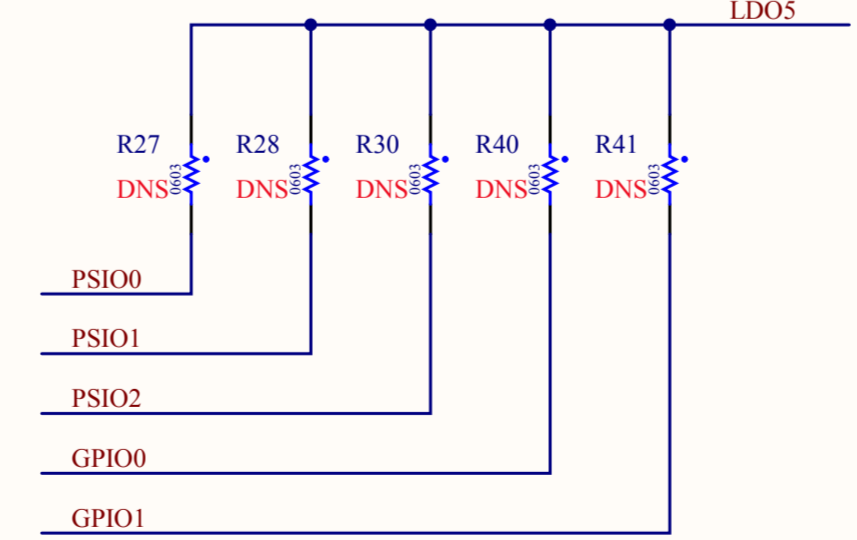 LDO5
R27 R28 R30 R40 R41
DNS 0603 DNS 0603 DNS 0603 DNS 0603 DNS 0603
PSIO0
PSIO1
PSIO2
GPIO0
GPIO1